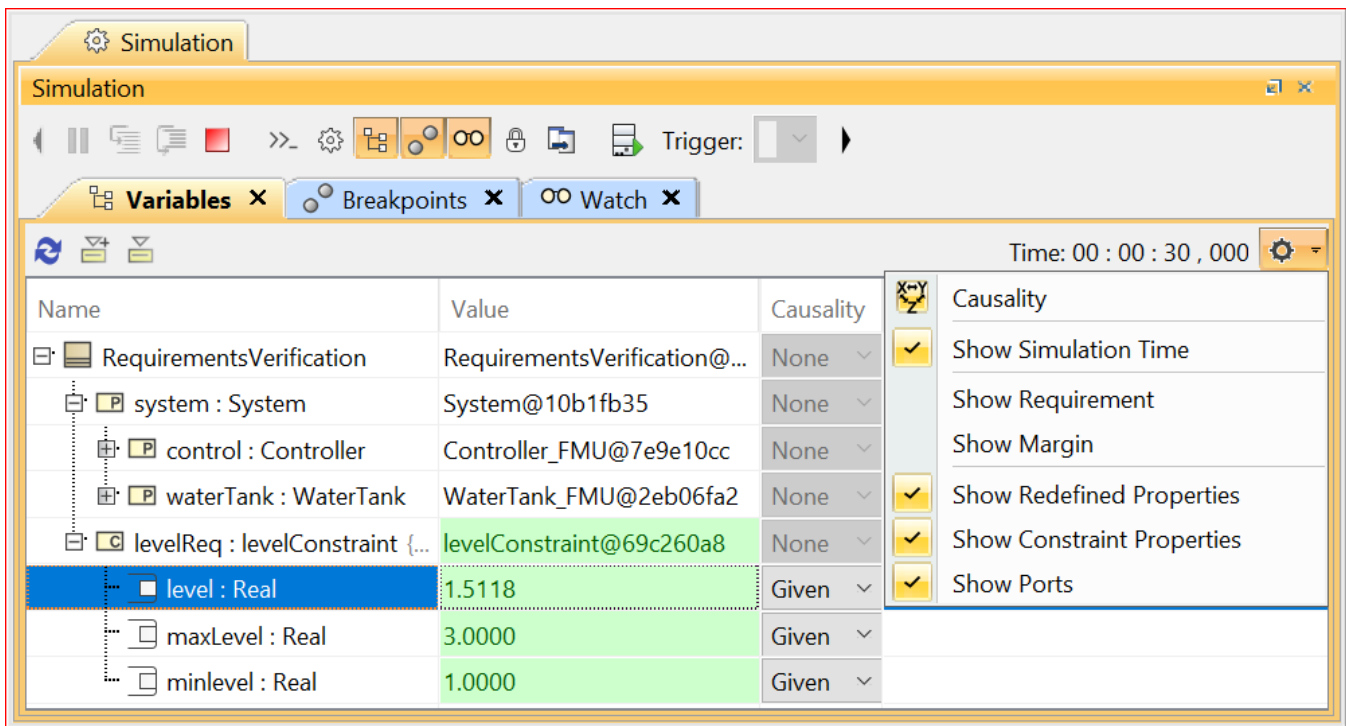 Simulation
Simulation
Trigger:
Variables Breakpoints Watch
Time: 00 : 00 : 30 , 000
Name Value Causality
Causality
RequirementsVerification RequirementsVerification@... None
Show Simulation Time
system : System System@10b1fb35 None
Show Requirement
control : Controller Controller_FMU@7e9e10cc None
Show Margin
waterTank : WaterTank WaterTank_FMU@2eb06fa2 None
Show Redefined Properties
levelReq : levelConstraint {... levelConstraint@69c260a8 None
Show Constraint Properties
level : Real 1.5118 Given
Show Ports
maxLevel : Real 3.0000 Given
minlevel : Real 1.0000 Given